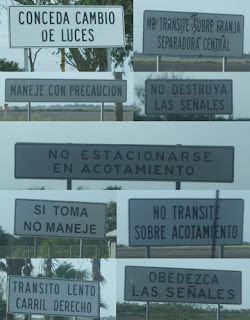 CONCEDA CAMBIO
DE LUCES
NO TRANSITE SOBRE FRANJA
SEPARADORA CENTRAL
MANEJE CON PRECAUCION
NO DESTRUYA
LAS SEÑALES
NO ESTACIONARSE
EN ACOTAMIENTO
SI TOMA
NO MANEJE
NO TRANSITE
SOBRE ACOTAMIENTO
TRANSITO LENTO
CARRIL DERECHO
OBEDEZCA
LAS SEÑALES